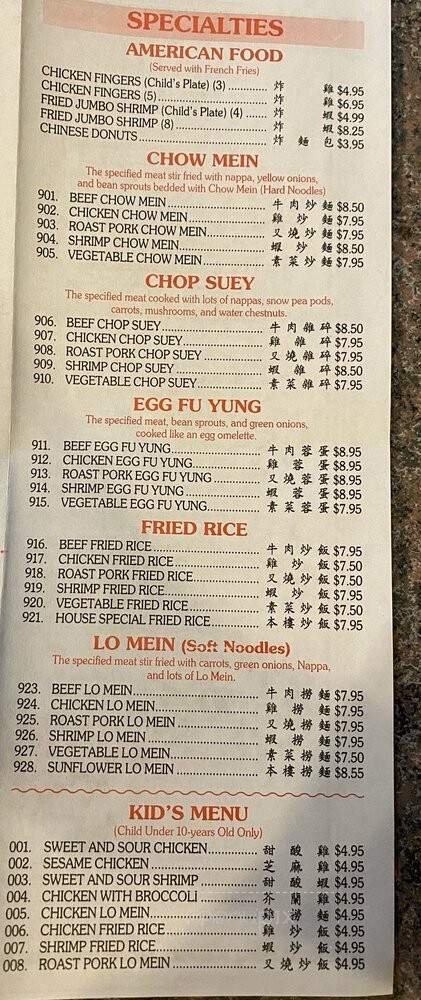 SPECIALTIES
AMERICAN FOOD
(Served with French Fries)
CHICKEN FINGERS (Child's Plate) (3) ............ 炸 雞 $4.95
CHICKEN FINGERS (5) ............ 炸 雞 $6.95
FRIED JUMBO SHRIMP (Child's Plate) (4) ...... 炸 蝦 $4.99
FRIED JUMBO SHRIMP (8) ............ 炸 蝦 $8.25
CHINESE DONUTS ............ 炸 麵 包 $3.95
CHOW MEIN
The specified meat stir fried with nappa, yellow onions,
and bean sprouts bedded with Chow Mein (Hard Noodles)
901. BEEF CHOW MEIN ............ 牛 肉 炒 麵 $8.50
902. CHICKEN CHOW MEIN ............ 雞 炒 麵 $7.95
903. ROAST PORK CHOW MEIN ............ 叉 燒 炒 麵 $7.95
904. SHRIMP CHOW MEIN ............ 蝦 炒 麵 $8.50
905. VEGETABLE CHOW MEIN ............ 素 菜 炒 麵 $7.95
CHOP SUEY
The specified meat cooked with lots of nappas, snow pea pods,
carrots, mushrooms, and water chestnuts.
906. BEEF CHOP SUEY ............ 牛 肉 雜 碎 $8.50
907. CHICKEN CHOP SUEY ............ 雞 雜 碎 $7.95
908. ROAST PORK CHOP SUEY ............ 叉 燒 雜 碎 $7.95
909. SHRIMP CHOP SUEY ............ 蝦 雜 碎 $8.50
910. VEGETABLE CHOP SUEY ............ 素 菜 雜 碎 $7.95
EGG FU YUNG
The specified meat, bean sprouts, and green onions,
cooked like an egg omelette.
911. BEEF EGG FU YUNG ............ 牛 肉 蓉 蛋 $8.95
912. CHICKEN EGG FU YUNG ............ 雞 蓉 蛋 $8.95
913. ROAST PORK EGG FU YUNG ............ 叉 燒 蓉 蛋 $8.95
914. SHRIMP EGG FU YUNG ............ 蝦 蓉 蛋 $8.95
915. VEGETABLE EGG FU YUNG ............ 素 菜 蓉 蛋 $7.95
FRIED RICE
916. BEEF FRIED RICE ............ 牛 肉 炒 飯 $7.95
917. CHICKEN FRIED RICE ............ 雞 炒 飯 $7.50
918. ROAST PORK FRIED RICE ............ 叉 燒 炒 飯 $7.50
919. SHRIMP FRIED RICE ............ 蝦 炒 飯 $7.95
920. VEGETABLE FRIED RICE ............ 素 菜 炒 飯 $7.50
921. HOUSE SPECIAL FRIED RICE ............ 本 樓 炒 飯 $7.95
LO MEIN (Soft Noodles)
The specified meat stir fried with carrots, green onions, Nappa,
and lots of Lo Mein.
923. BEEF LO MEIN ............ 牛 肉 撈 麵 $7.95
924. CHICKEN LO MEIN ............ 雞 撈 麵 $7.95
925. ROAST PORK LO MEIN ............ 叉 燒 撈 麵 $7.95
926. SHRIMP LO MEIN ............ 蝦 撈 麵 $7.95
927. VEGETABLE LO MEIN ............ 素 菜 撈 麵 $7.50
928. SUNFLOWER LO MEIN ............ 本 樓 撈 麵 $8.55
KID'S MENU
(Child Under 10-years Old Only)
001. SWEET AND SOUR CHICKEN ............ 甜 酸 雞 $4.95
002. SESAME CHICKEN ............ 芝 麻 雞 $4.95
003. SWEET AND SOUR SHRIMP ............ 甜 酸 蝦 $4.95
004. CHICKEN WITH BROCCOLI ............ 芥 蘭 雞 $4.95
005. CHICKEN LO MEIN ............ 雞 撈 麵 $4.95
006. CHICKEN FRIED RICE ............ 雞 炒 飯 $4.95
007. SHRIMP FRIED RICE ............ 蝦 炒 飯 $4.95
008. ROAST PORK LO MEIN ............ 叉 燒 炒 飯 $4.95